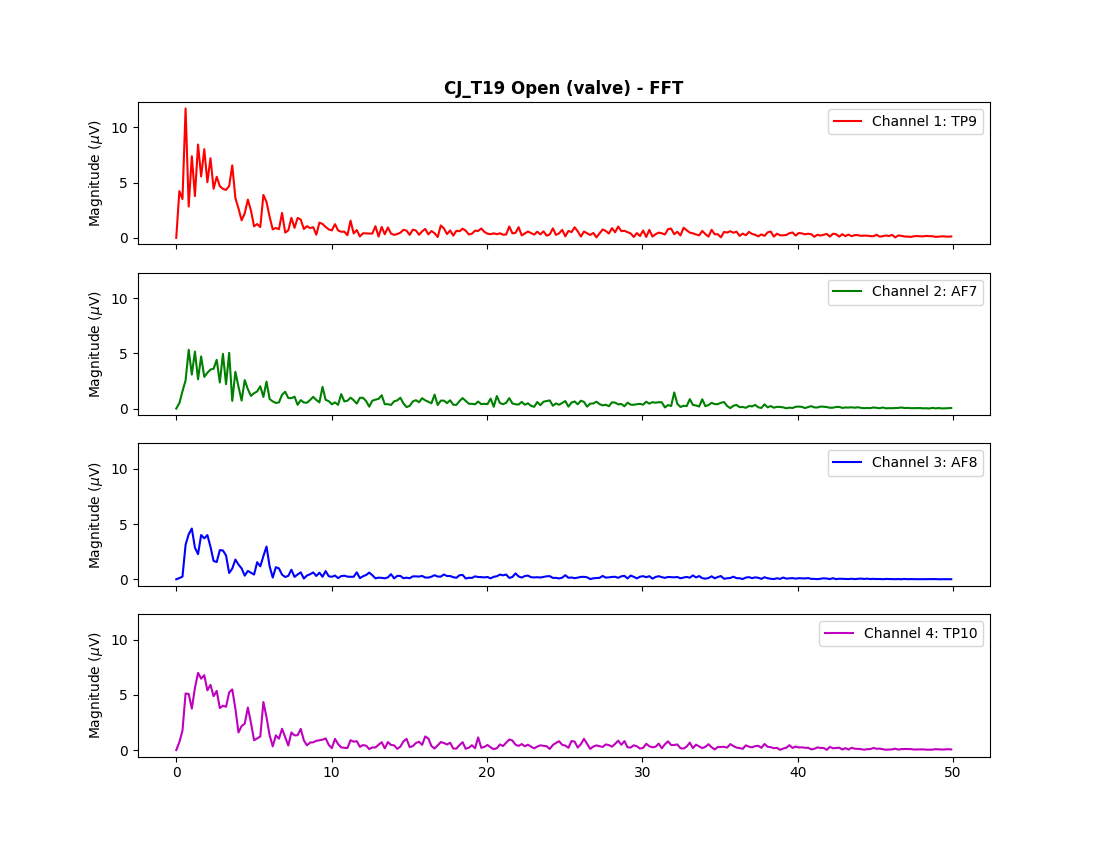 CJ_T19 Open (valve) - FFT
Magnitude (μV)
10
5
0
Channel 1: TP9
Magnitude (μV)
10
5
0
Channel 2: AF7
Magnitude (μV)
10
5
0
Channel 3: AF8
Magnitude (μV)
10
5
0
Channel 4: TP10
0 10 20 30 40 50